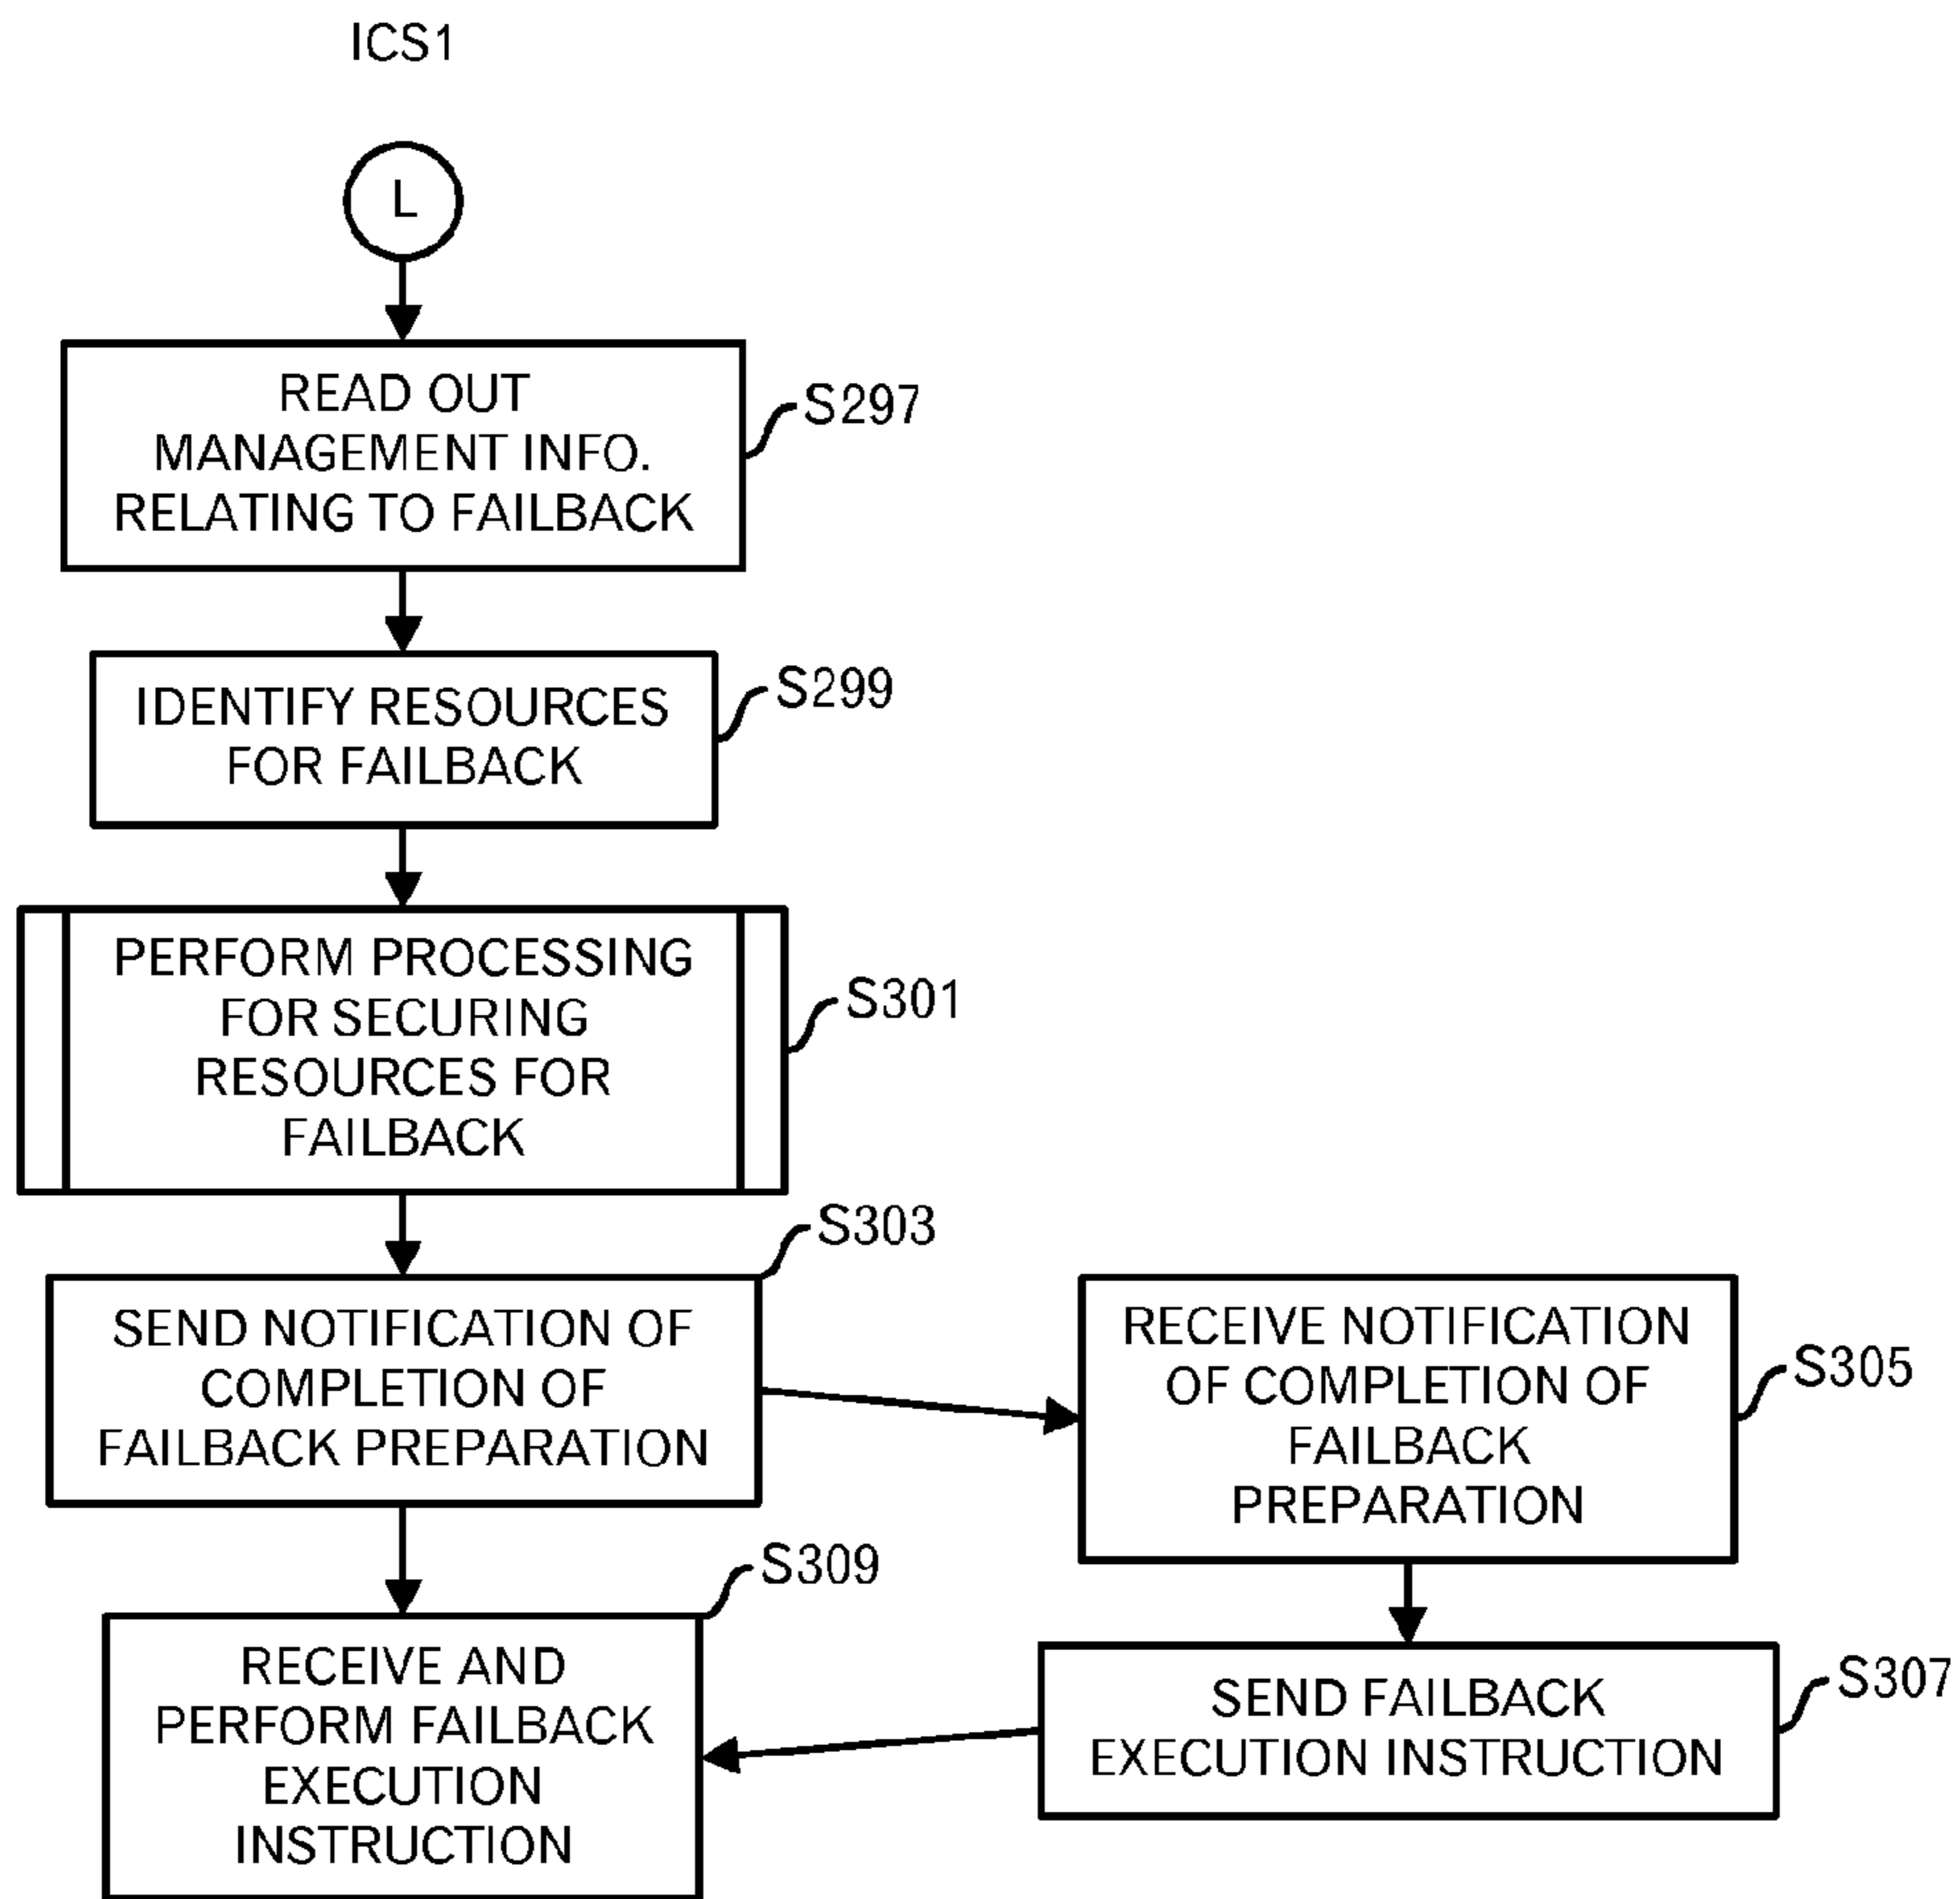 ICS1
L
READ OUT
MANAGEMENT INFO.
RELATING TO FAILBACK
S297
IDENTIFY RESOURCES
FOR FAILBACK
S299
PERFORM PROCESSING
FOR SECURING
RESOURCES FOR
FAILBACK
S301
SEND NOTIFICATION OF
COMPLETION OF
FAILBACK PREPARATION
S303
RECEIVE NOTIFICATION
OF COMPLETION OF
FAILBACK
PREPARATION
S305
SEND FAILBACK
EXECUTION INSTRUCTION
S307
RECEIVE AND
PERFORM FAILBACK
EXECUTION
INSTRUCTION
S309